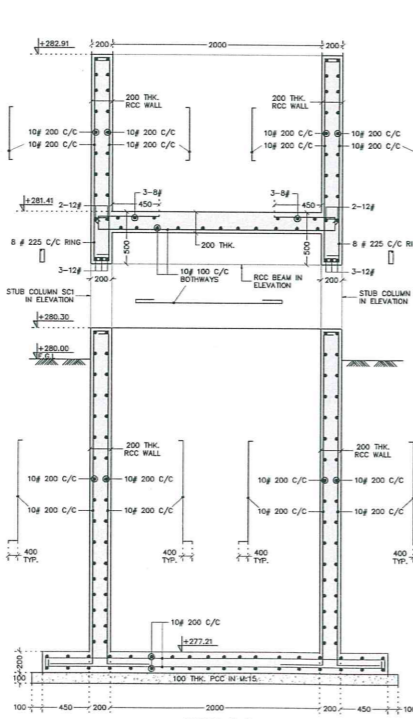 +282.91
200
2000
200
200 THK.
RCC WALL
200 THK.
RCC WALL
10# 200 C/C
10# 200 C/C
10# 200 C/C
10# 200 C/C
10# 200 C/C
10# 200 C/C
10# 200 C/C
10# 200 C/C
3-8#
3-8#
450
450
+281.41
2-12#
2-12#
500
500
200 THK.
8 # 225 C/C RING
8 # 225 C/C RI
3-12#
3-12#
10# 100 C/C
BOTHWAYS
RCC BEAM IN
ELEVATION
STUB COLUMN SC1
IN ELEVATION
STUB COLUMN
IN ELEVATION
+280.30
+280.00
(F.G.)
200 THK.
RCC WALL
200 THK.
RCC WALL
10# 200 C/C
10# 200 C/C
10# 200 C/C
10# 200 C/C
10# 200 C/C
10# 200 C/C
10# 200 C/C
10# 200 C/C
400
TYP.
400
TYP.
400
TYP.
400
TYP.
10# 200 C/C
+277.21
200
100
100 THK. PCC IN M:15
100
450
200
2000
200
450
100